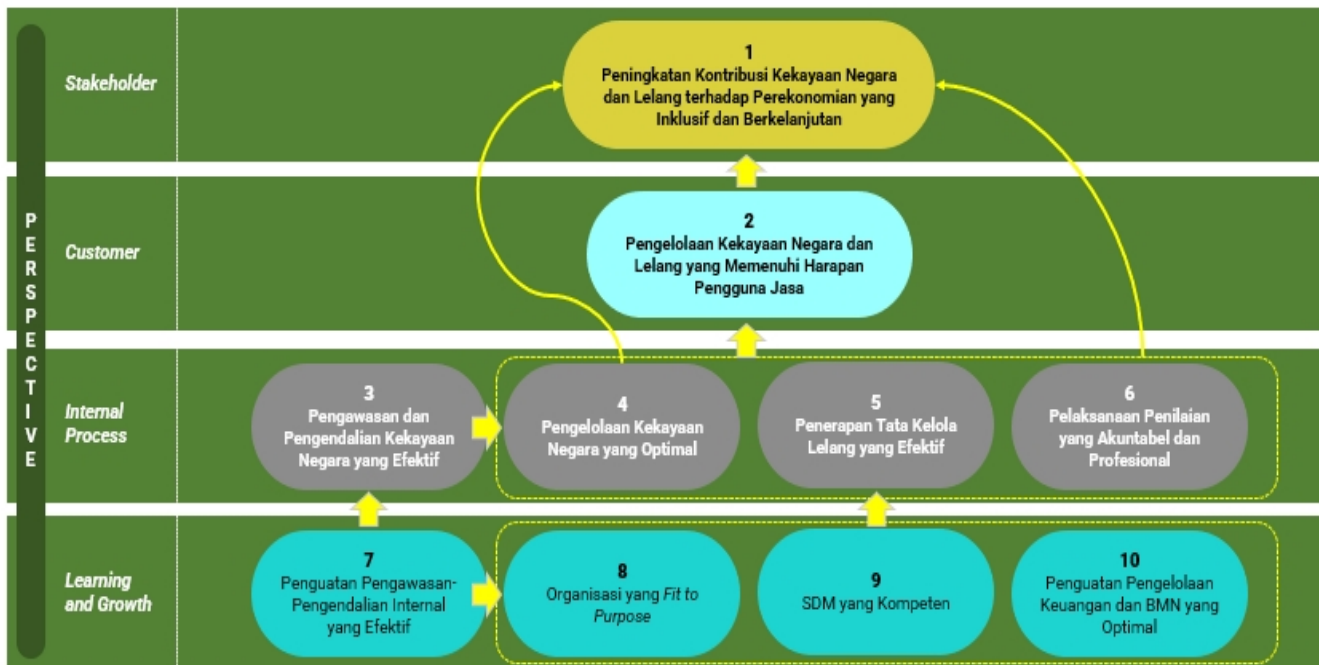 PERSPECTIVE
Stakeholder
1
Peningkatan Kontribusi Kekayaan Negara
dan Lelang terhadap Perekonomian yang
Inklusif dan Berkelanjutan
Customer
2
Pengelolaan Kekayaan Negara dan
Lelang yang Memenuhi Harapan
Pengguna Jasa
Internal
Process
3
Pengawasan dan
Pengendalian Kekayaan
Negara yang Efektif
4
Pengelolaan Kekayaan
Negara yang Optimal
5
Penerapan Tata Kelola
Lelang yang Efektif
6
Pelaksanaan Penilaian
yang Akuntabel dan
Profesional
Learning
and Growth
7
Penguatan Pengawasan-
Pengendalian Internal
yang Efektif
8
Organisasi yang Fit to
Purpose
9
SDM yang Kompeten
10
Penguatan Pengelolaan
Keuangan dan BMN yang
Optimal